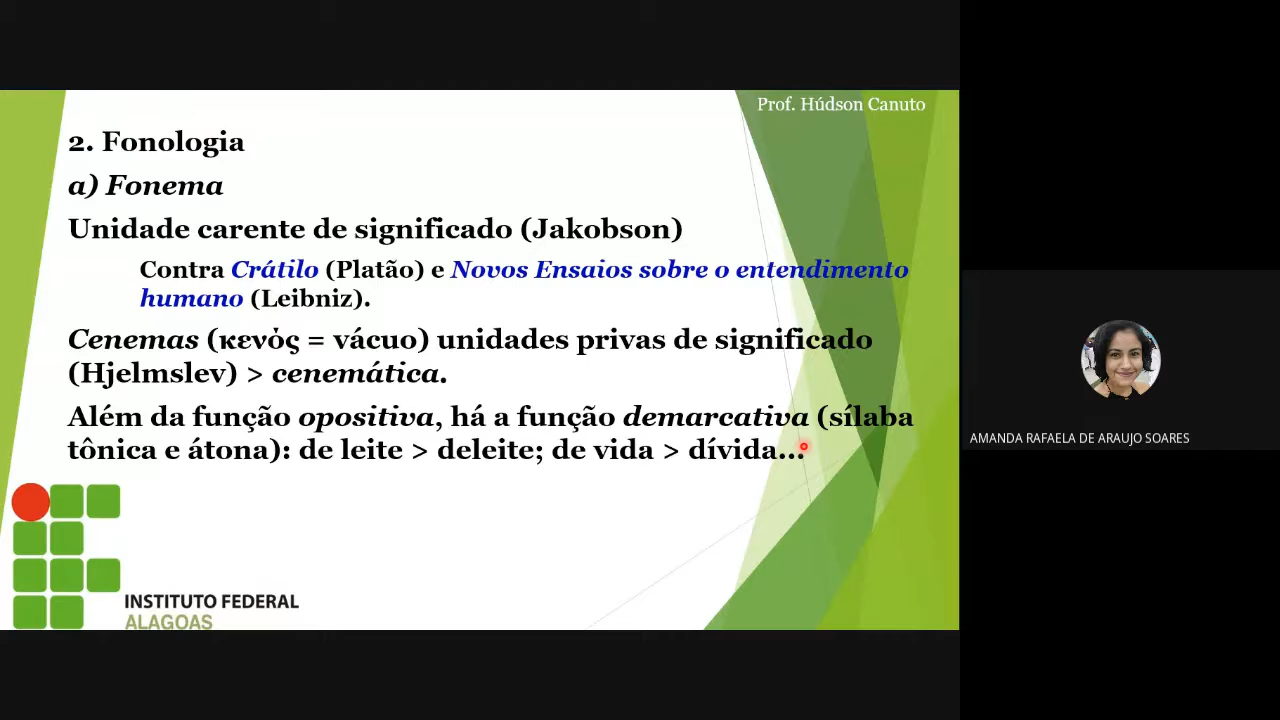 Prof. Húdson Canuto
2. Fonologia
a) Fonema
Unidade carente de significado (Jakobson)
Contra Crátilo (Platão) e Novos Ensaios sobre o entendimento
humano (Leibniz).
Cenemas (κενὁς = vácuo) unidades privas de significado
(Hjelmslev) > cenemática.
Além da função opositiva, há a função demarcativa (sílaba
tônica e átona): de leite > deleite; de vida > dívida...
INSTITUTO FEDERAL
ALAGOAS
AMANDA RAFAELA DE ARAUJO SOARES